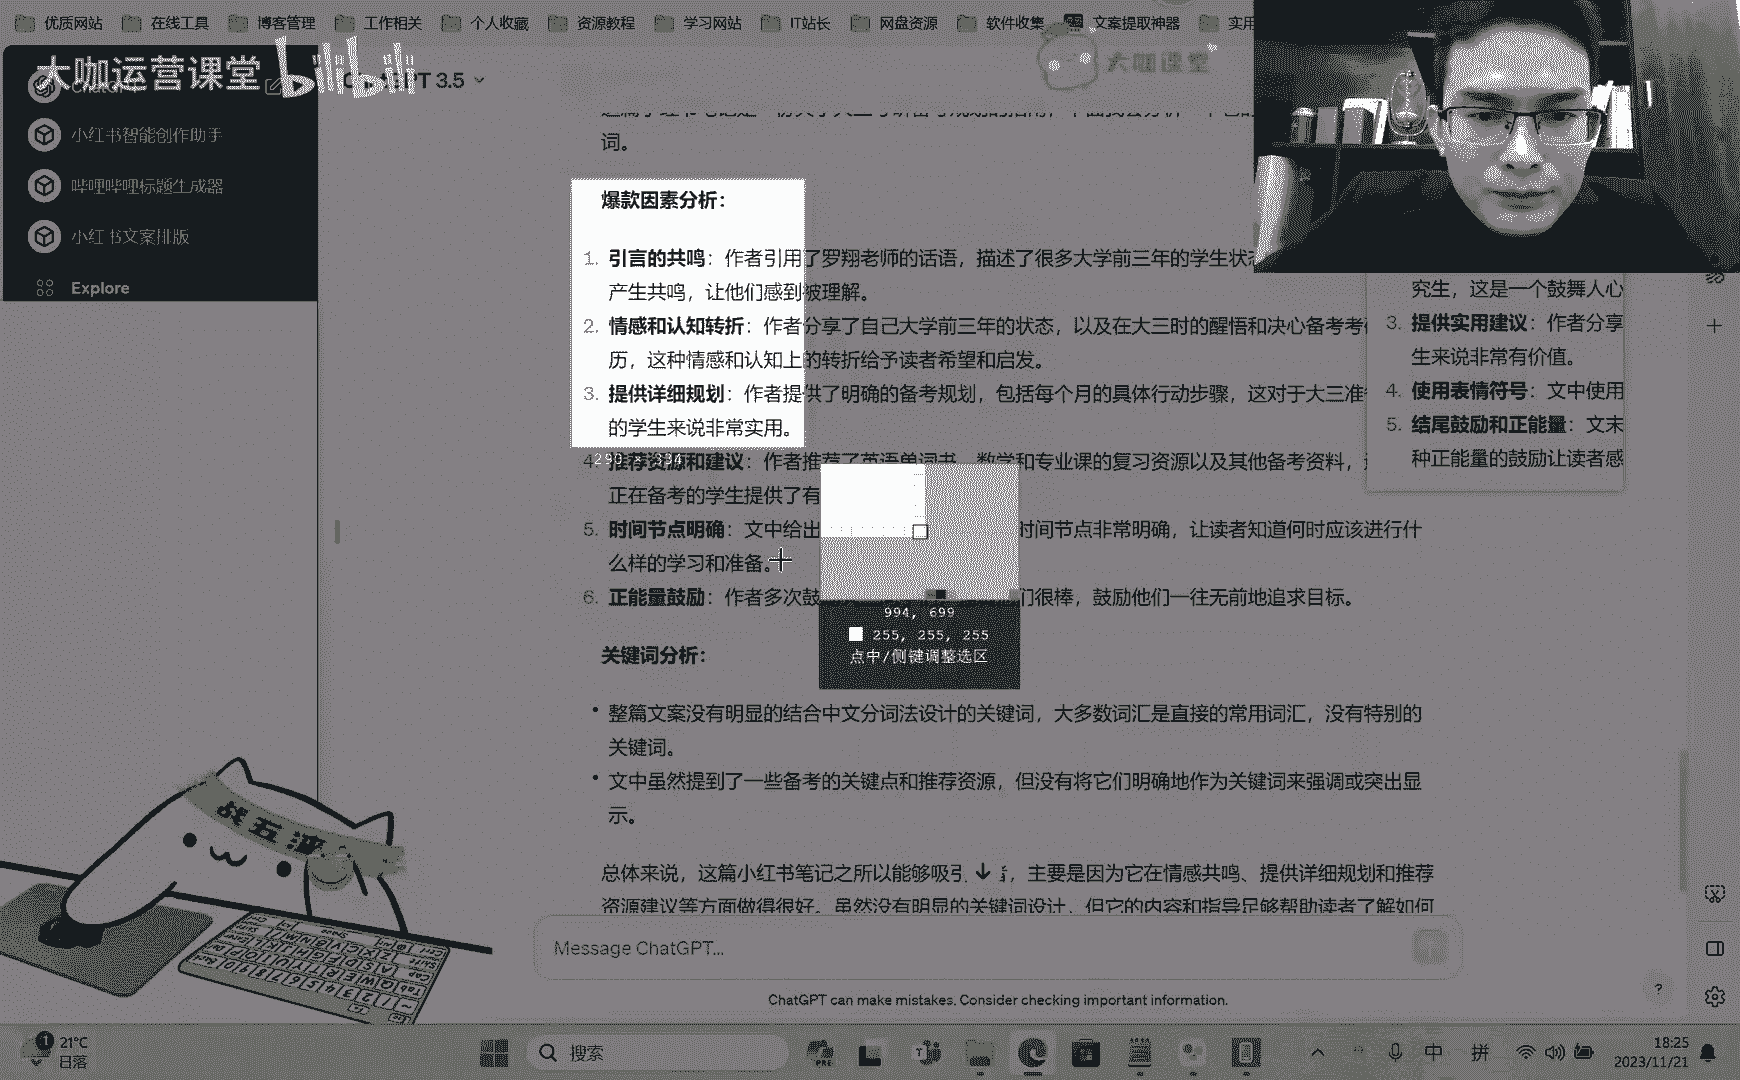 优质网站 在线工具 博客管理 工作相关 个人收藏 资源教程 学习网站 IT站长 网盘资源 软件收集 文案提取神器
大咖运营课堂 bilibili
GPT 3.5
大咖课堂
小红书智能创作助手
哔哩哔哩标题生成器
小红书文案排版
Explore
词。
爆款因素分析：
1. 引言的共鸣：作者引用了罗翔老师的话语，描述了很多大学前三年的学生状态
产生共鸣，让他们感到被理解。
2. 情感和认知转折：作者分享了自己大学前三年的状态，以及在大三时的醒悟和决心备考考
历，这种情感和认知上的转折给予读者希望和启发。
3. 提供详细规划：作者提供了明确的备考规划，包括每个月的具体行动步骤，这对于大三准
的学生来说非常实用。
4. 推荐资源和建议：作者推荐了英语单词书、数学和专业课的复习资源以及其他备考资料，
正在备考的学生提供了有
5. 时间节点明确：文中给出 时间节点非常明确，让读者知道何时应该进行什
么样的学习和准备。
6. 正能量鼓励：作者多次鼓 们很棒，鼓励他们一往无前地追求目标。
994, 699
255, 255, 255
点中/侧键调整选区
究生，这是一个鼓舞人心
3. 提供实用建议：作者分享
生来说非常有价值。
4. 使用表情符号：文中使用
5. 结尾鼓励和正能量：文末
种正能量的鼓励让读者感
关键词分析：
• 整篇文案没有明显的结合中文分词法设计的关键词，大多数词汇是直接的常用词汇，没有特别的
关键词。
• 文中虽然提到了一些备考的关键点和推荐资源，但没有将它们明确地作为关键词来强调或突出显
示。
总体来说，这篇小红书笔记之所以能够吸引 ，主要是因为它在情感共鸣、提供详细规划和推荐
资源建议等方面做得很好。虽然没有明显的关键词设计，但它的内容和指导足够帮助读者了解如何
Message ChatGPT...
ChatGPT can make mistakes. Consider checking important information.
?
1
21°C
日落
搜索
中 拼
18:25
2023/11/21